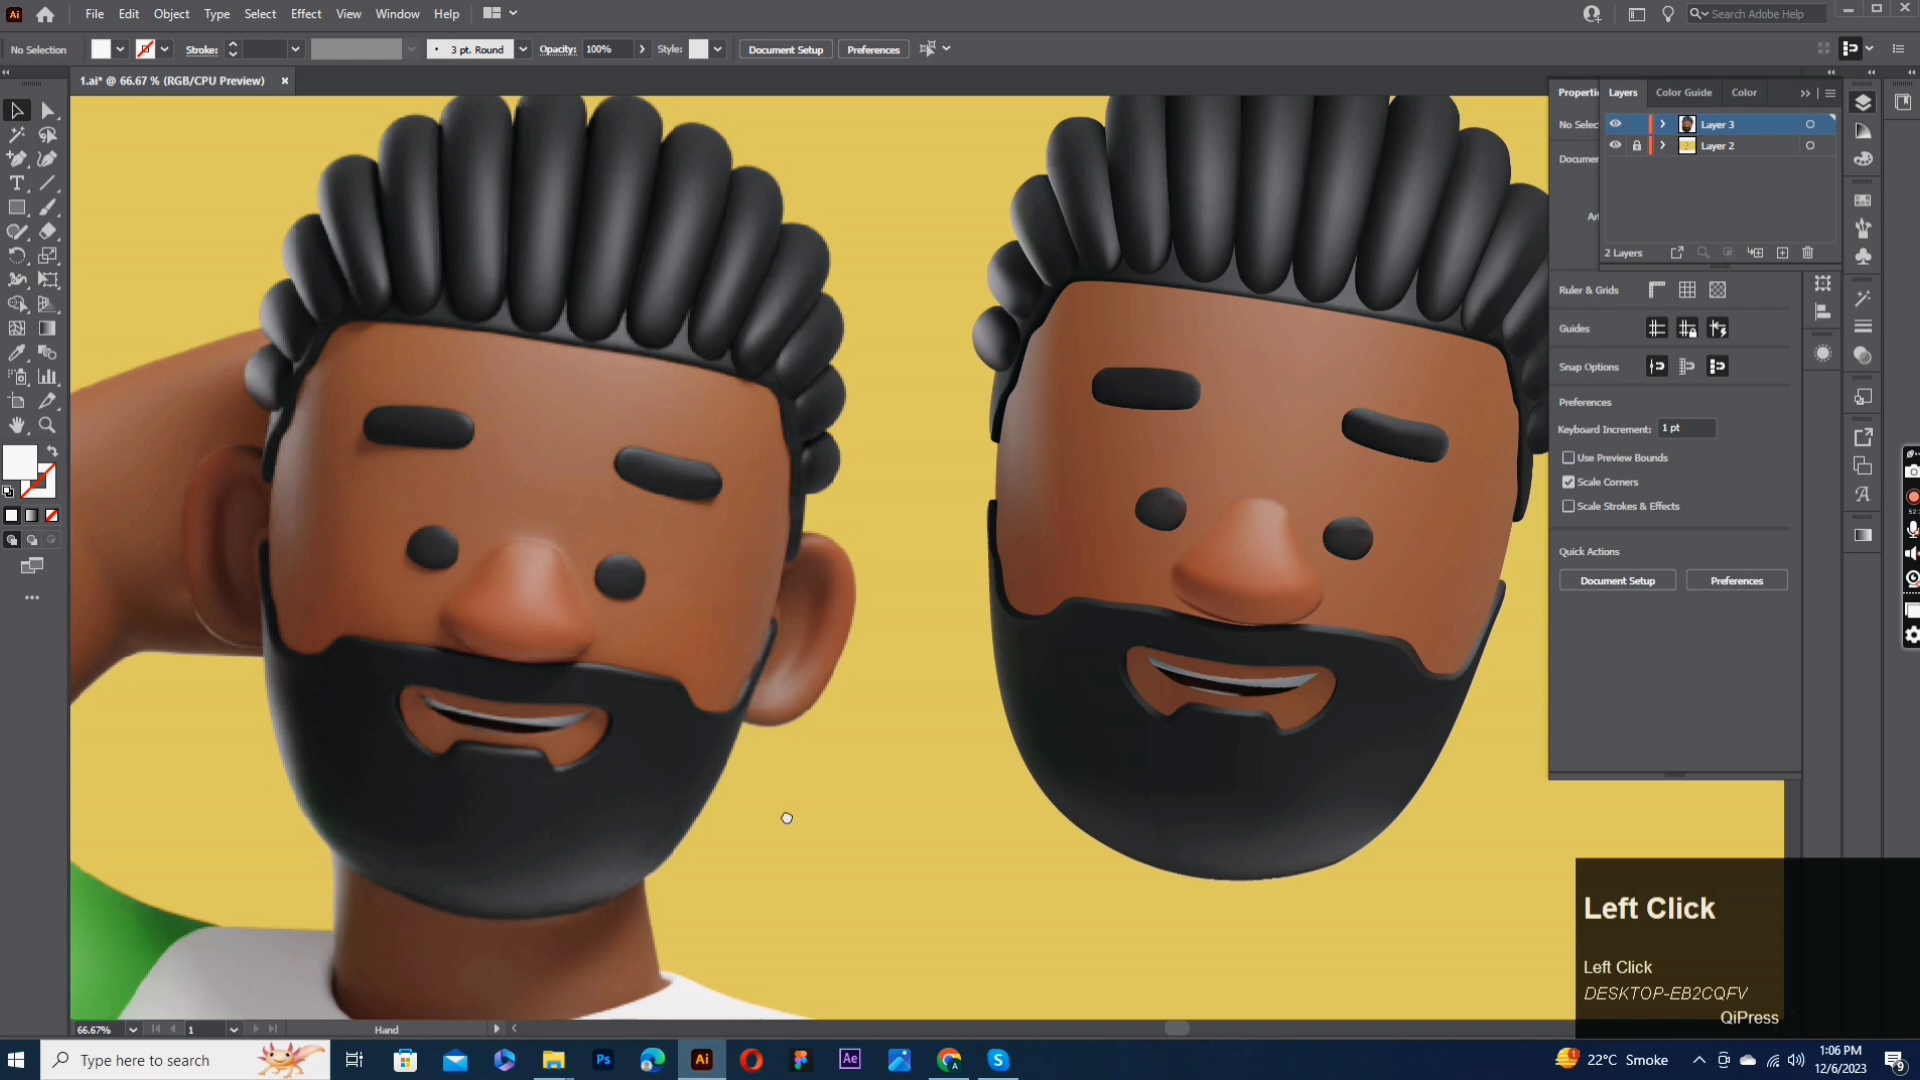 Ai File Edit Object Type Select Effect View Window Help Search Adobe Help
No Selection Stroke: 3 pt. Round Opacity: 100% Style: Document Setup Preferences
1.ai* @ 66.67 % (RGB/CPU Preview) ×
Layers Color Guide Color
Layer 3
Layer 2
2 Layers
Ruler & Grids
Guides
Snap Options
Preferences
Keyboard Increment: 1 pt
Use Preview Bounds
Scale Corners
Scale Strokes & Effects
Quick Actions
Document Setup Preferences
Left Click
Left Click
DESKTOP-EB2CQFV
QiPress
66.67% 1 Hand
Type here to search Ps Ai Ae 22°C Smoke 1:06 PM
12/6/2023